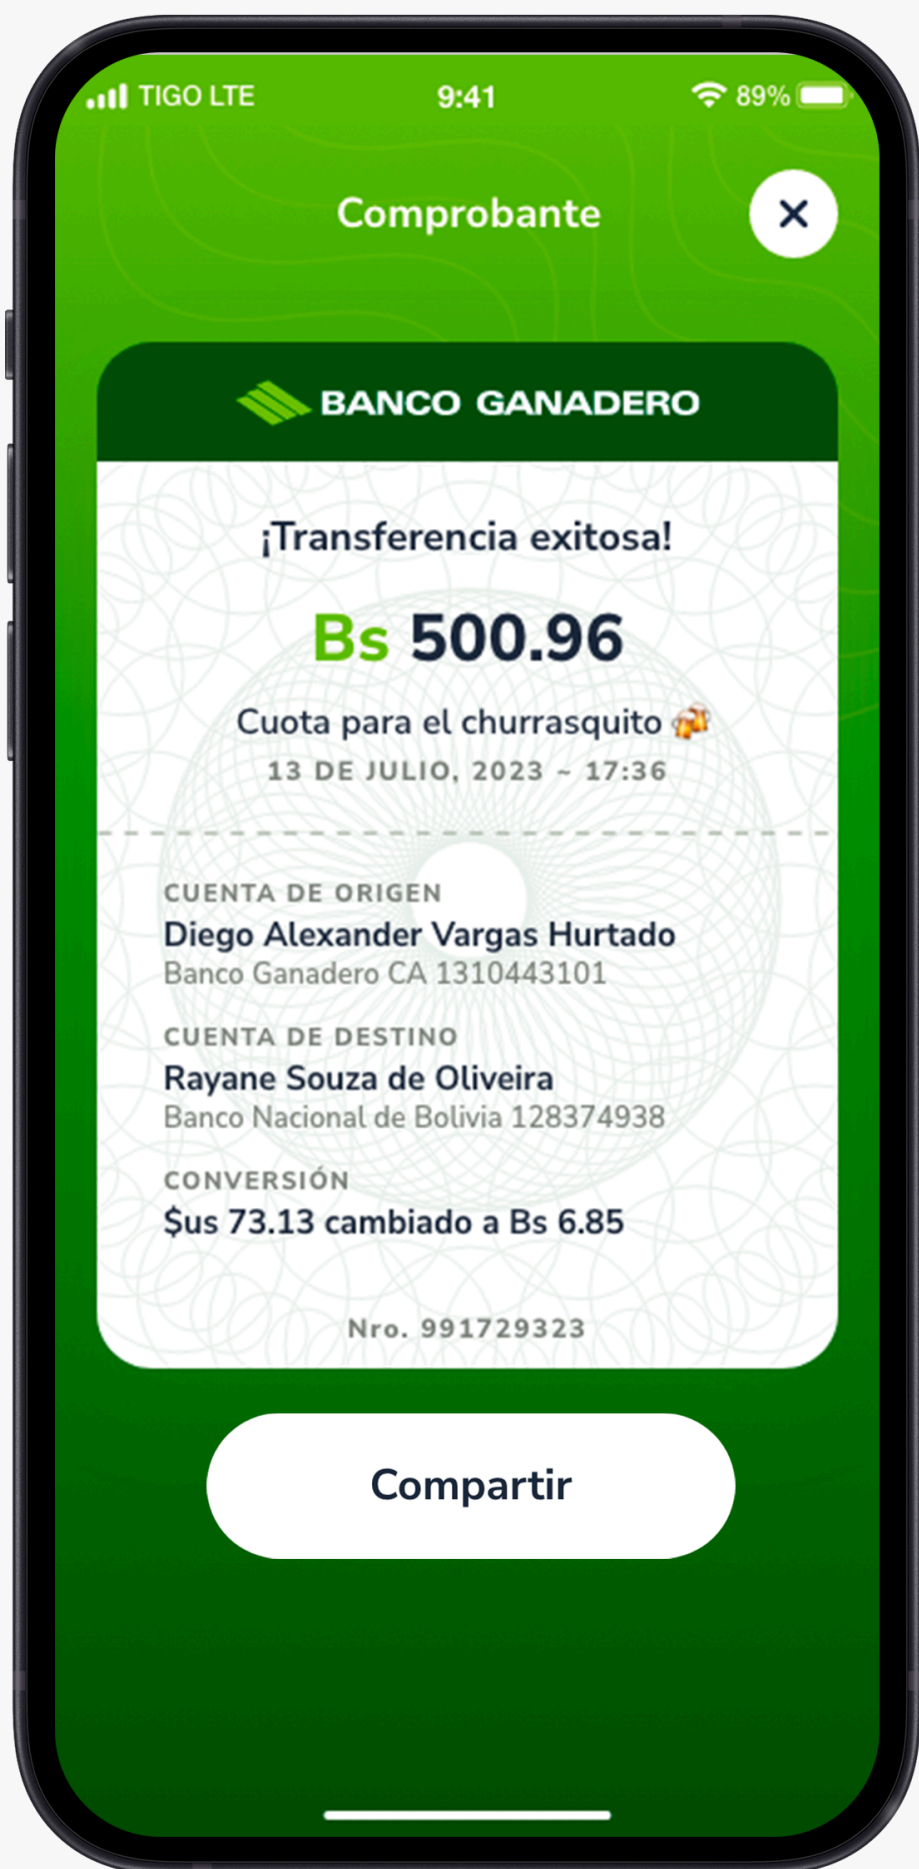 TIGO LTE 9:41 89%
Comprobante
BANCO GANADERO
¡Transferencia exitosa!
Bs 500.96
Cuota para el churrasquito 🍻
13 DE JULIO, 2023 ~ 17:36
CUENTA DE ORIGEN
Diego Alexander Vargas Hurtado
Banco Ganadero CA 1310443101
CUENTA DE DESTINO
Rayane Souza de Oliveira
Banco Nacional de Bolivia 128374938
CONVERSIÓN
$us 73.13 cambiado a Bs 6.85
Nro. 991729323
Compartir